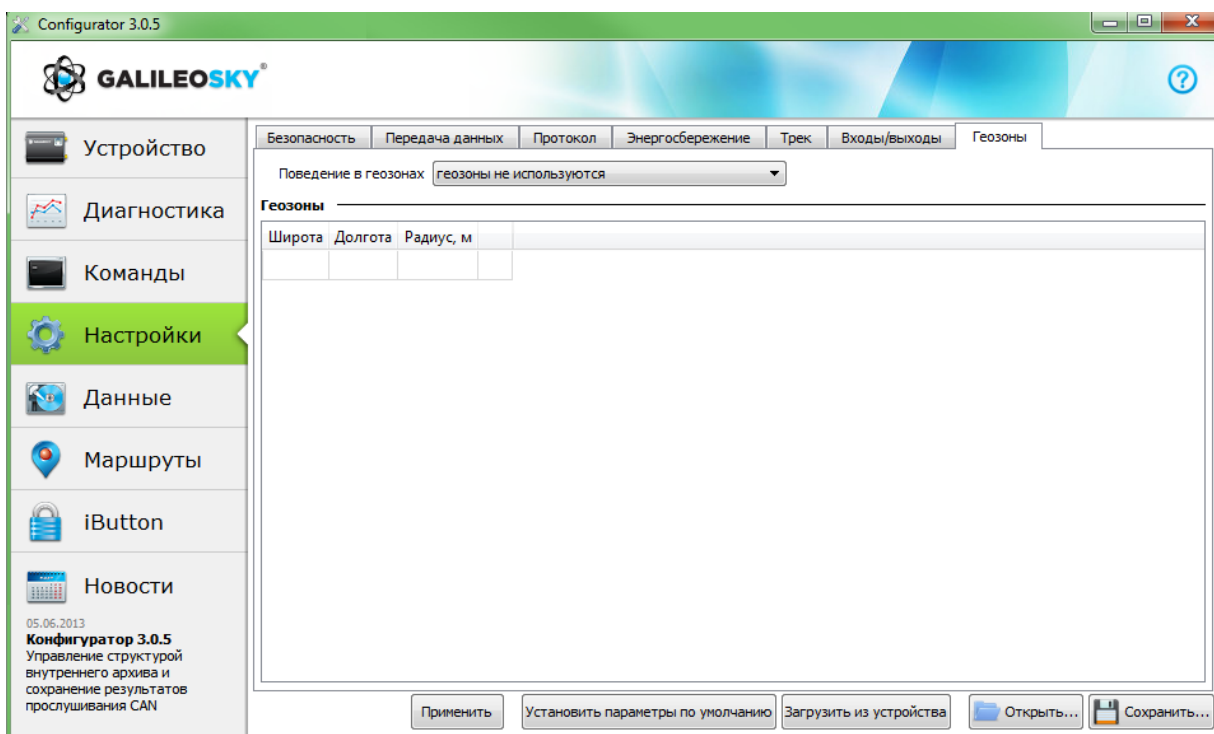 Configurator 3.0.5
GALILEOSKY®
?
Устройство
Диагностика
Команды
Настройки
Данные
Маршруты
iButton
Новости
05.06.2013
Конфигуратор 3.0.5
Управление структурой
внутреннего архива и
сохранение результатов
прослушивания CAN
Безопасность Передача данных Протокол Энергосбережение Трек Входы/выходы Геозоны
Поведение в геозонах геозоны не используются
Геозоны
Широта Долгота Радиус, м
Применить Установить параметры по умолчанию Загрузить из устройства Открыть... Сохранить...